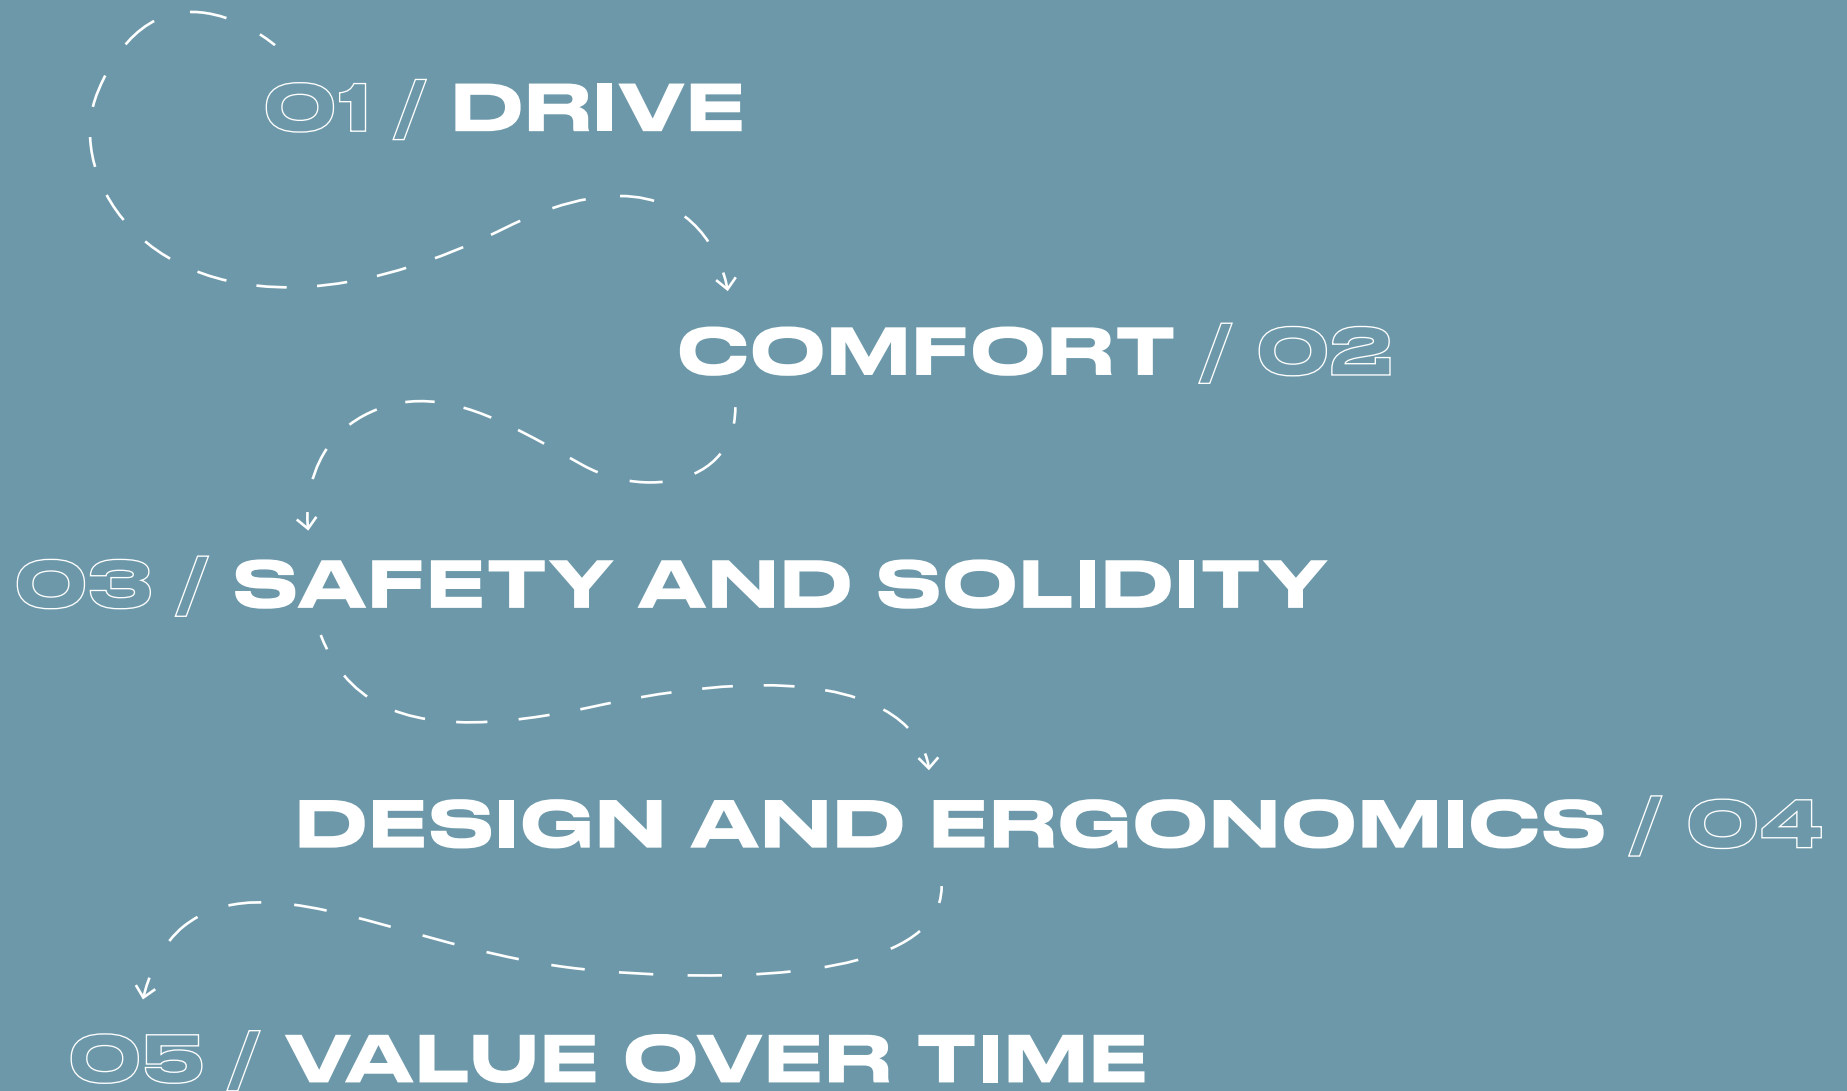 01 / DRIVE
COMFORT / 02
03 / SAFETY AND SOLIDITY
DESIGN AND ERGONOMICS / 04
05 / VALUE OVER TIME